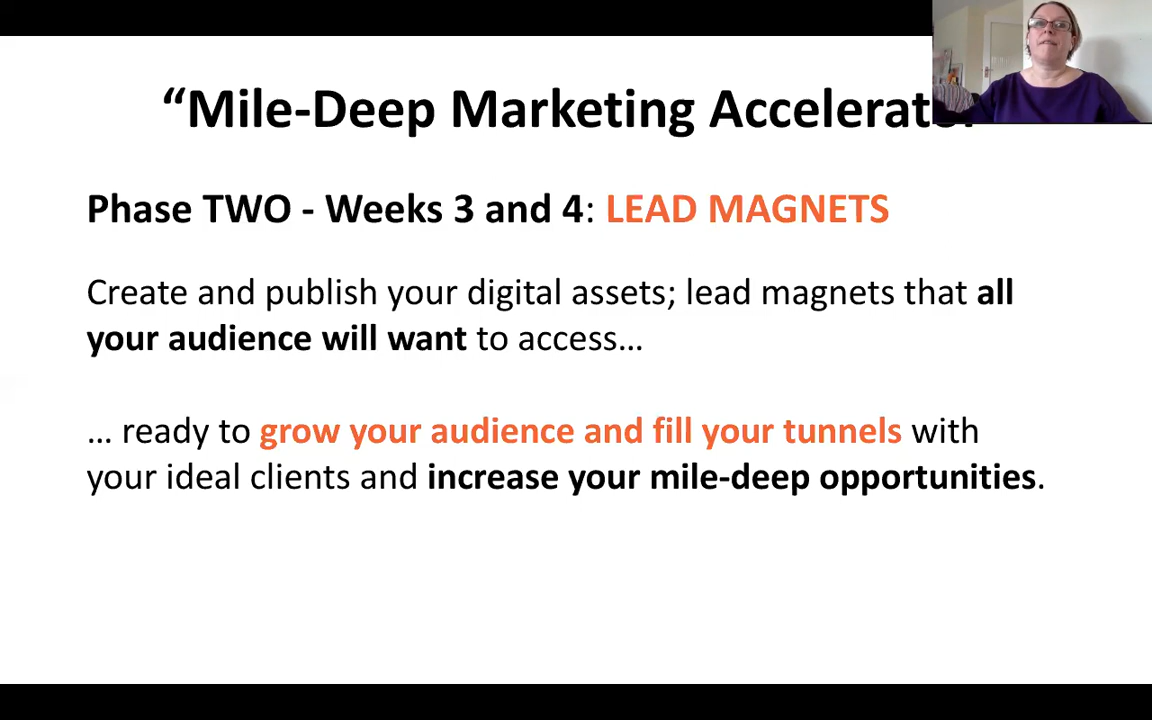 “Mile-Deep Marketing Accelerator
Phase TWO - Weeks 3 and 4: LEAD MAGNETS
Create and publish your digital assets; lead magnets that all
your audience will want to access…
… ready to grow your audience and fill your tunnels with
your ideal clients and increase your mile-deep opportunities.